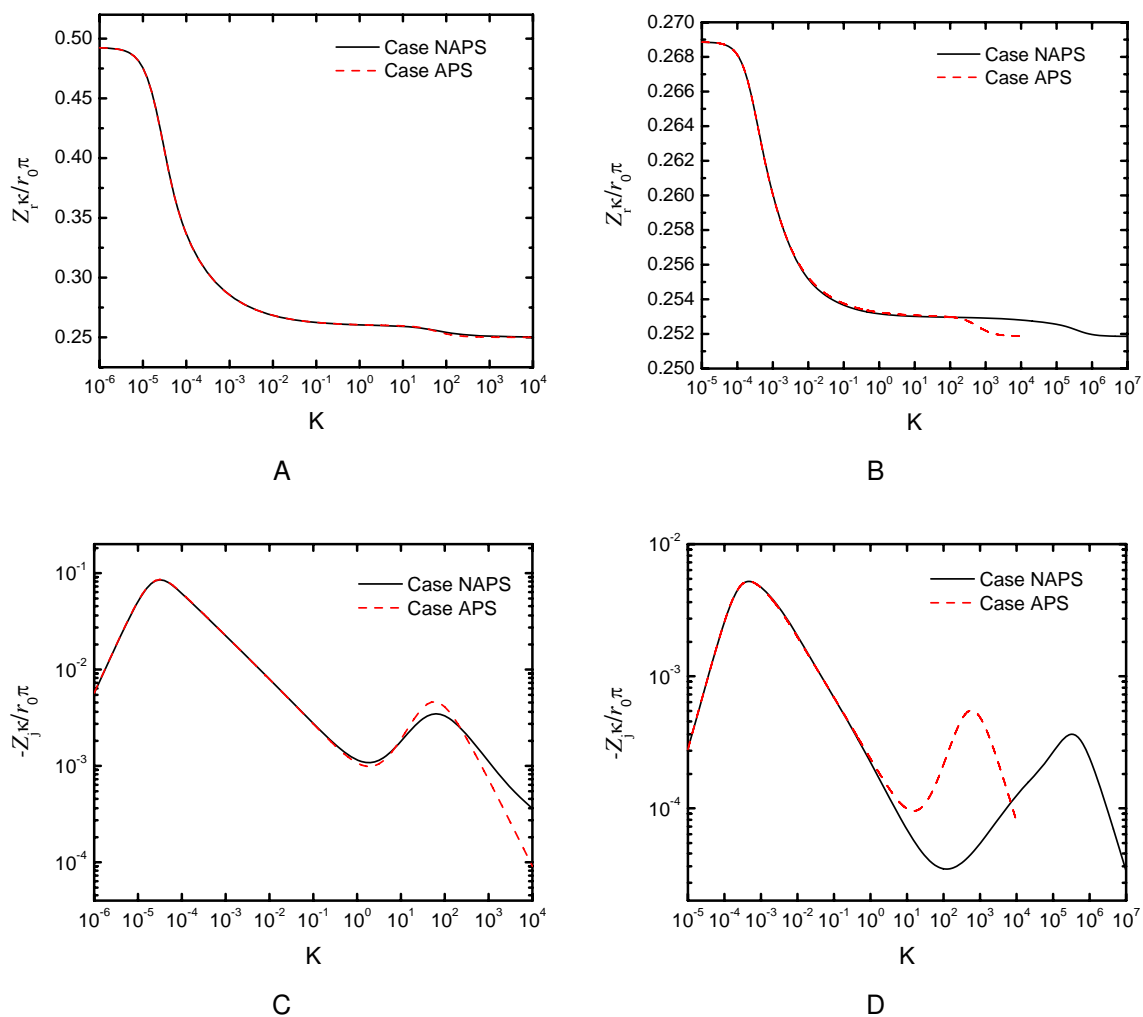 Case NAPS
Case APS
0.50
0.45
0.40
0.35
0.30
0.25
Z_r κ/r_0 π
10^-6 10^-5 10^-4 10^-3 10^-2 10^-1 10^0 10^1 10^2 10^3 10^4
K
A
Case NAPS
Case APS
0.270
0.268
0.266
0.264
0.262
0.260
0.258
0.256
0.254
0.252
0.250
Z_r κ/r_0 π
10^-5 10^-4 10^-3 10^-2 10^-1 10^0 10^1 10^2 10^3 10^4 10^5 10^6 10^7
K
B
Case NAPS
Case APS
10^-1
10^-2
10^-3
10^-4
-Z_j κ/r_0 π
10^-6 10^-5 10^-4 10^-3 10^-2 10^-1 10^0 10^1 10^2 10^3 10^4
K
C
Case NAPS
Case APS
10^-2
10^-3
10^-4
-Z_j κ/r_0 π
10^-5 10^-4 10^-3 10^-2 10^-1 10^0 10^1 10^2 10^3 10^4 10^5 10^6 10^7
K
D